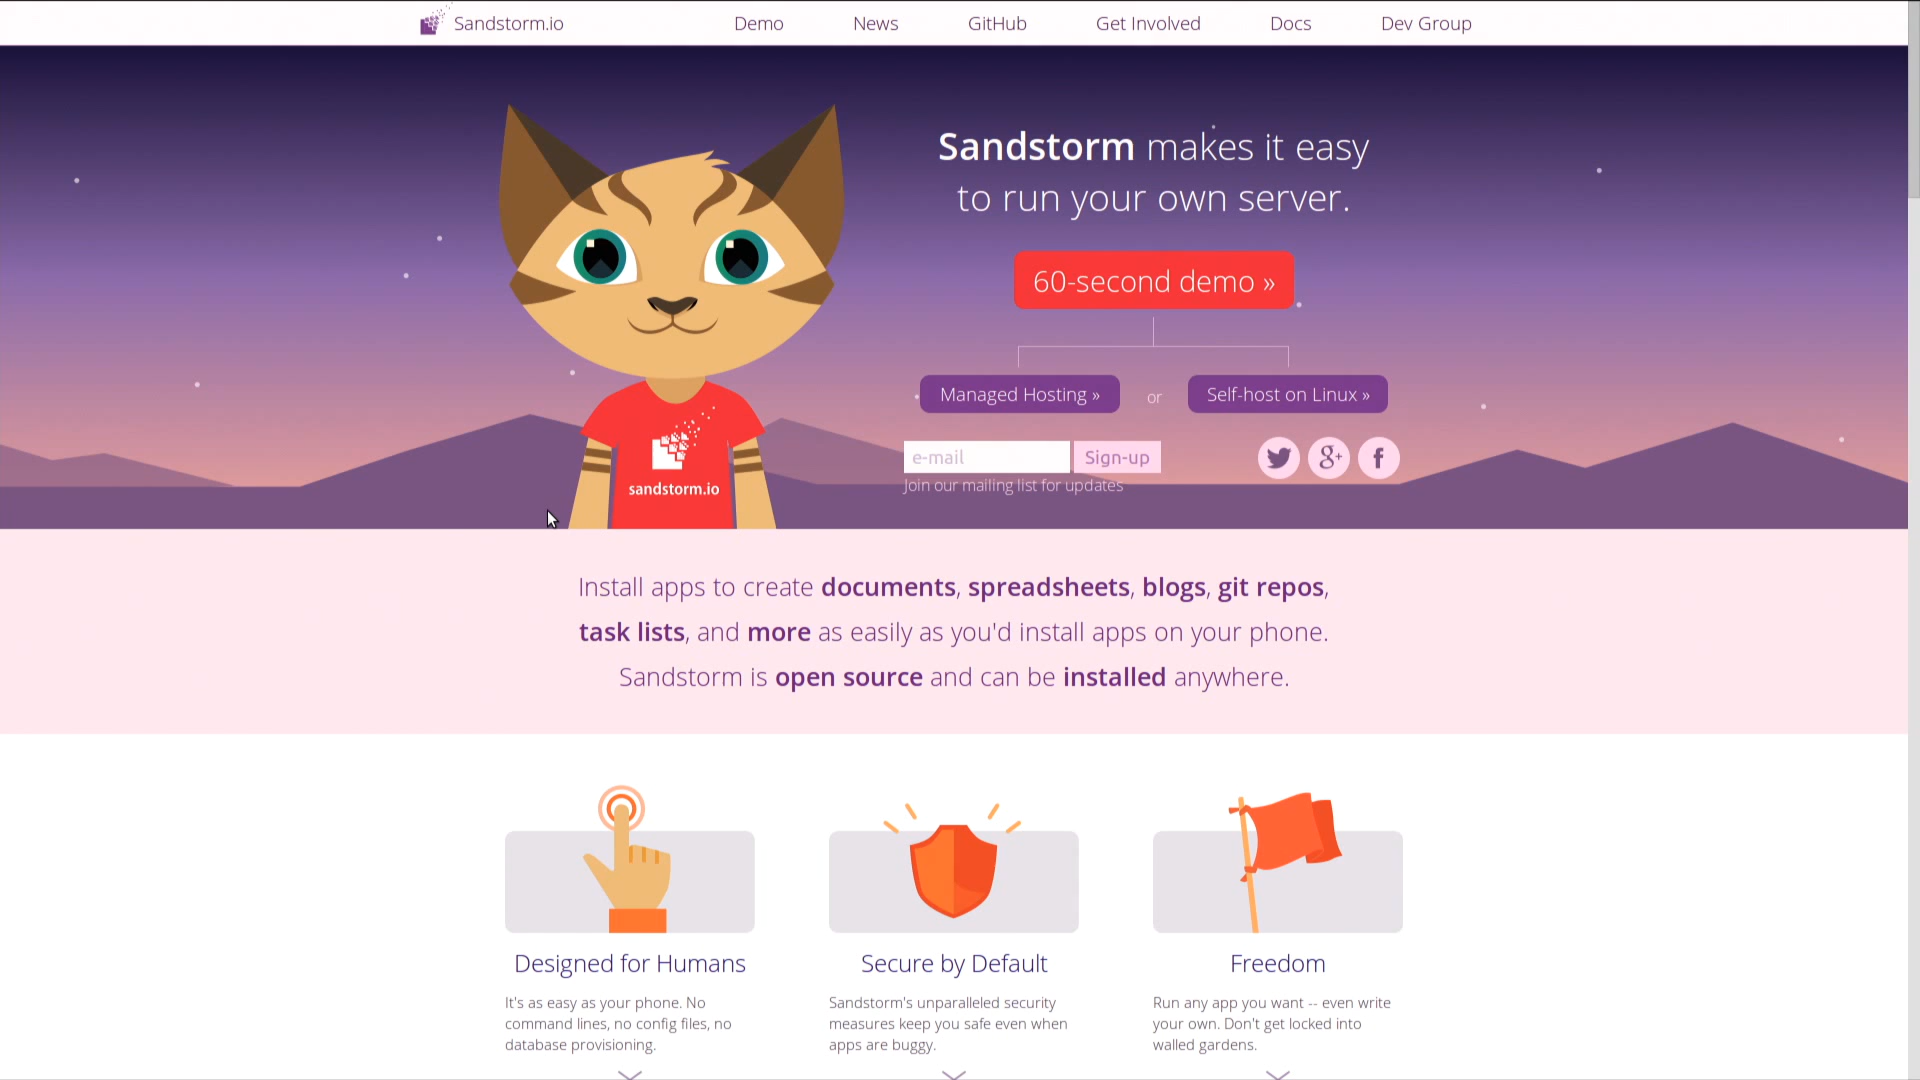 Sandstorm.io
Demo
News
GitHub
Get Involved
Docs
Dev Group
Sandstorm makes it easy
to run your own server.
60-second demo »
Managed Hosting »
or
Self-host on Linux »
e-mail
Sign-up
g+
f
Join our mailing list for updates
sandstorm.io
Install apps to create documents, spreadsheets, blogs, git repos,
task lists, and more as easily as you'd install apps on your phone.
Sandstorm is open source and can be installed anywhere.
Designed for Humans
It's as easy as your phone. No
command lines, no config files, no
database provisioning.
Secure by Default
Sandstorm's unparalleled security
measures keep you safe even when
apps are buggy.
Freedom
Run any app you want -- even write
your own. Don't get locked into
walled gardens.